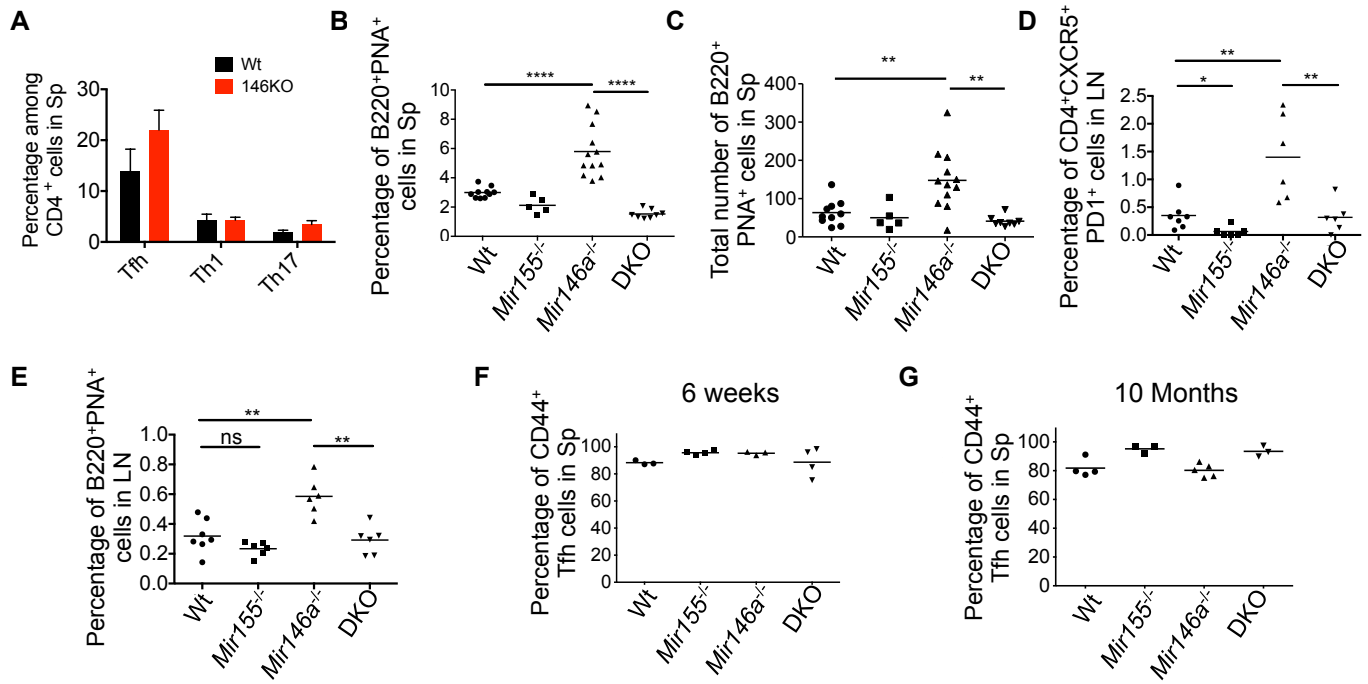 A
Percentage among
CD4 + cells in Sp
30
20
10
0
Wt
146KO
Tfh
Th1
Th17
B
Percentage of B220+PNA+
cells in Sp
10
8
6
4
2
0
****
****
Wt
Mir155-/-
Mir146a-/-
DKO
C
Total number of B220+
PNA+ cells in Sp
400
300
200
100
0
**
**
Wt
Mir155-/-
Mir146a-/-
DKO
D
Percentage of CD4+CXCR5+
PD1+ cells in LN
2.5
2.0
1.5
1.0
0.5
0.0
**
*
**
Wt
Mir155-/-
Mir146a-/-
DKO
E
Percentage of B220+PNA+
cells in LN
1.0
0.8
0.6
0.4
0.2
0.0
**
ns
**
Wt
Mir155-/-
Mir146a-/-
DKO
F
6 weeks
Percentage of CD44+
Tfh cells in Sp
100
80
60
40
20
0
Wt
Mir155-/-
Mir146a-/-
DKO
G
10 Months
Percentage of CD44+
Tfh cells in Sp
100
80
60
40
20
0
Wt
Mir155-/-
Mir146a-/-
DKO